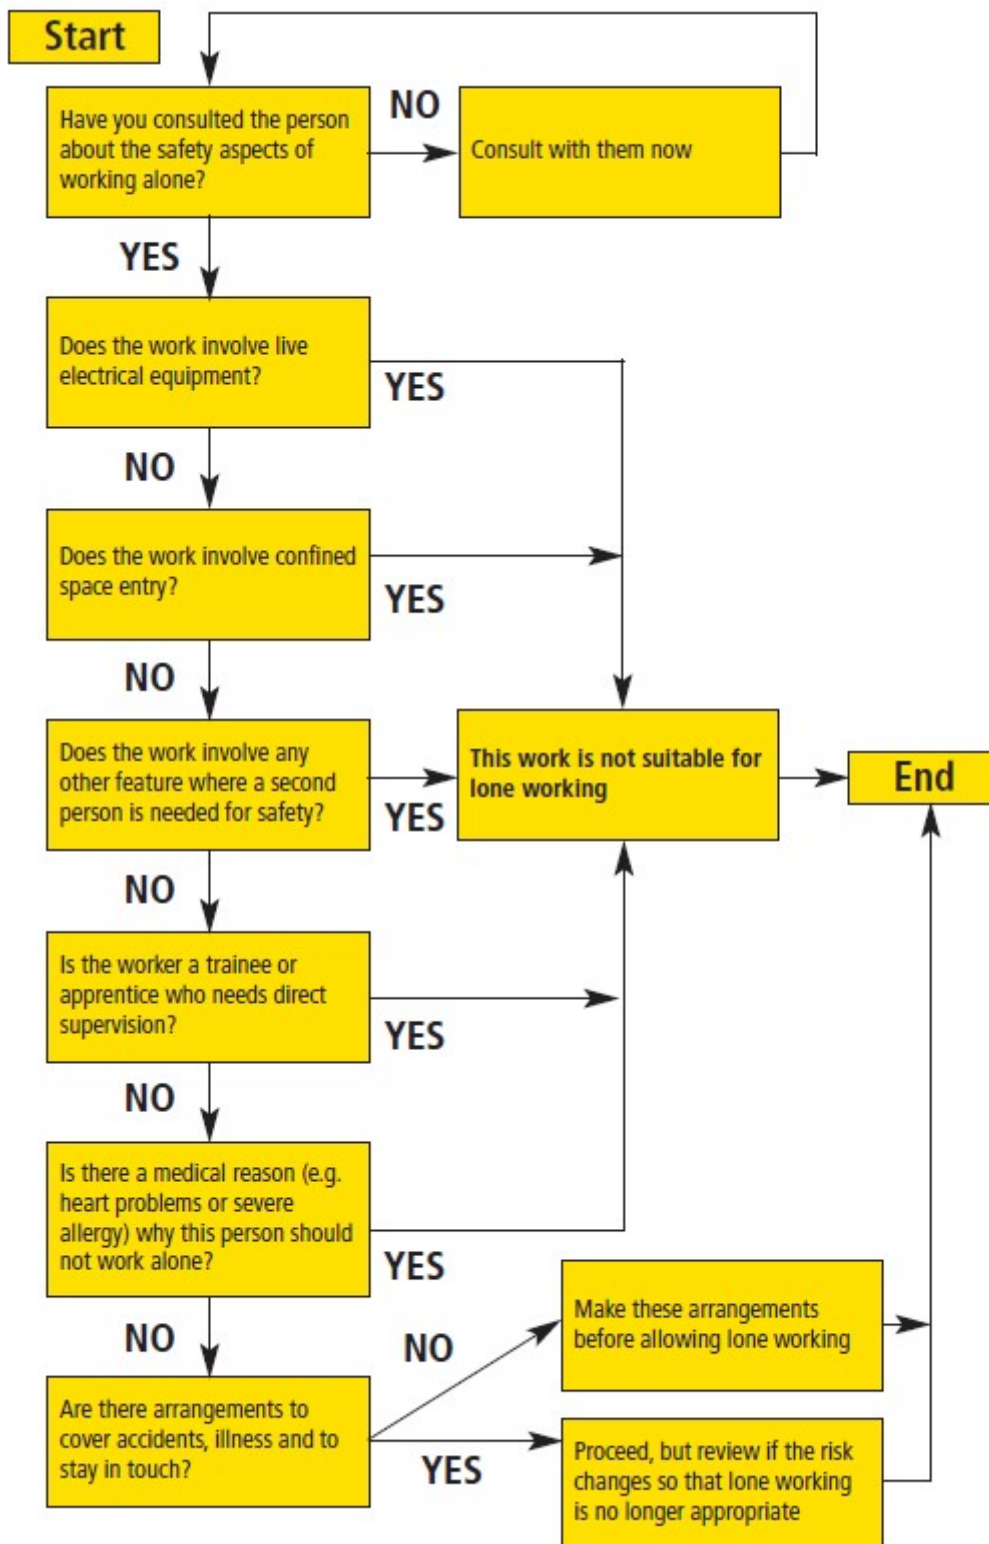 Start
Have you consulted the person
about the safety aspects of
working alone?
NO
Consult with them now
YES
Does the work involve live
electrical equipment?
YES
NO
Does the work involve confined
space entry?
YES
NO
Does the work involve any
other feature where a second
person is needed for safety?
YES
This work is not suitable for
lone working
End
NO
Is the worker a trainee or
apprentice who needs direct
supervision?
YES
NO
Is there a medical reason (e.g.
heart problems or severe
allergy) why this person should
not work alone?
YES
NO
Are there arrangements to
cover accidents, illness and to
stay in touch?
NO
Make these arrangements
before allowing lone working
YES
Proceed, but review if the risk
changes so that lone working
is no longer appropriate